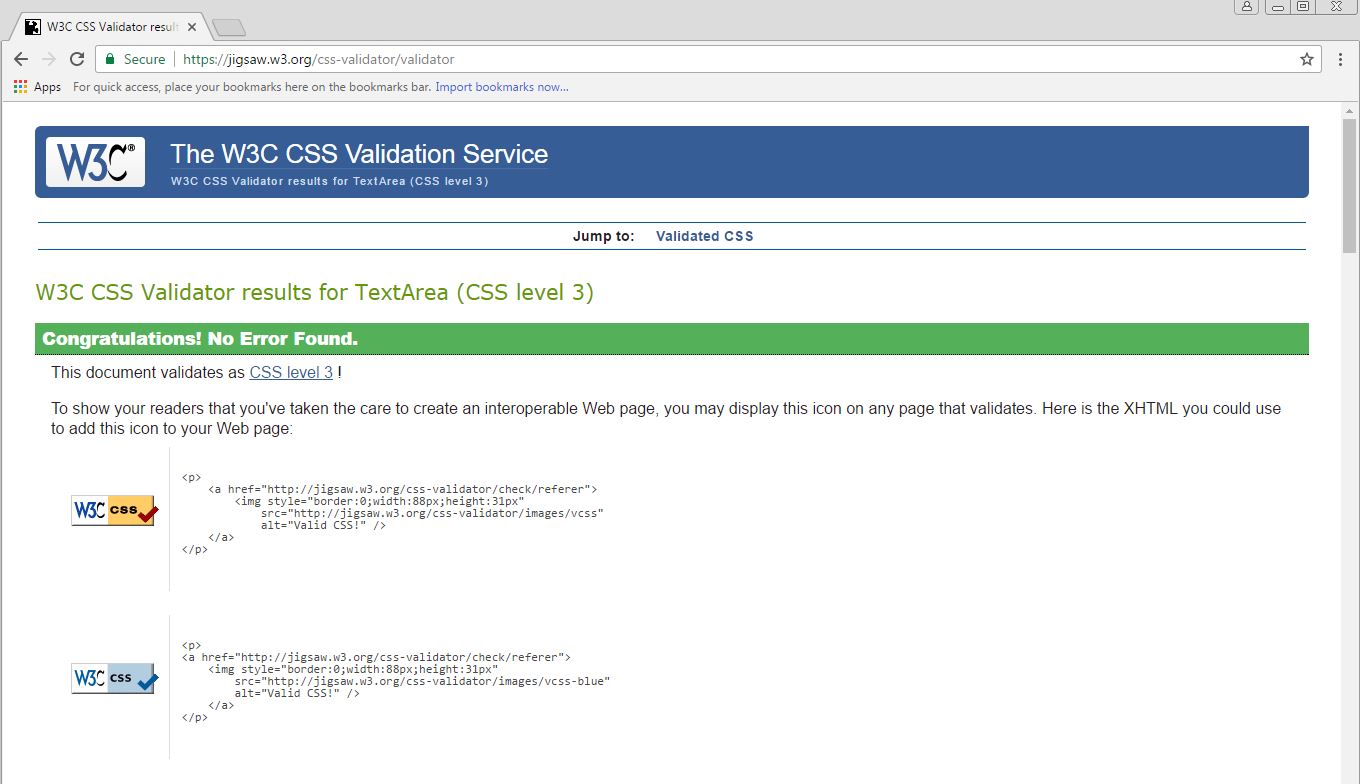 W3C CSS Validator result
Secure https://jigsaw.w3.org/css-validator/validator
Apps For quick access, place your bookmarks here on the bookmarks bar. Import bookmarks now...
W3C® The W3C CSS Validation Service
W3C CSS Validator results for TextArea (CSS level 3)
Jump to: Validated CSS
W3C CSS Validator results for TextArea (CSS level 3)
Congratulations! No Error Found.
This document validates as CSS level 3 !
To show your readers that you've taken the care to create an interoperable Web page, you may display this icon on any page that validates. Here is the XHTML you could use
to add this icon to your Web page:
<p>
<a href="http://jigsaw.w3.org/css-validator/check/referer">
<img style="border:0;width:88px;height:31px"
W3C css
src="http://jigsaw.w3.org/css-validator/images/vcss"
alt="Valid CSS!" />
</a>
</p>
<p>
<a href="http://jigsaw.w3.org/css-validator/check/referer">
<img style="border:0;width:88px;height:31px"
W3C css
src="http://jigsaw.w3.org/css-validator/images/vcss-blue"
alt="Valid CSS!" />
</a>
</p>